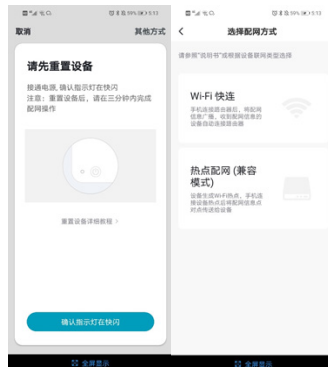 取消
其他方式
请先重置设备
接通电源,确认指示灯在快闪
注意：重置设备后，请在三分钟内完成
配网操作
重置设备详细教程 >
确认指示灯在快闪
全屏显示
选择配网方式
请参照"说明书"或根据设备联网类型选择
Wi-Fi 快连
手机连接路由器后，将配网
信息广播，收到配网信息的
设备自动连接路由器
热点配网 (兼容
模式)
设备生成Wi-Fi热点，手机连
接设备热点后将配网信息点
对点传送给设备
全屏显示